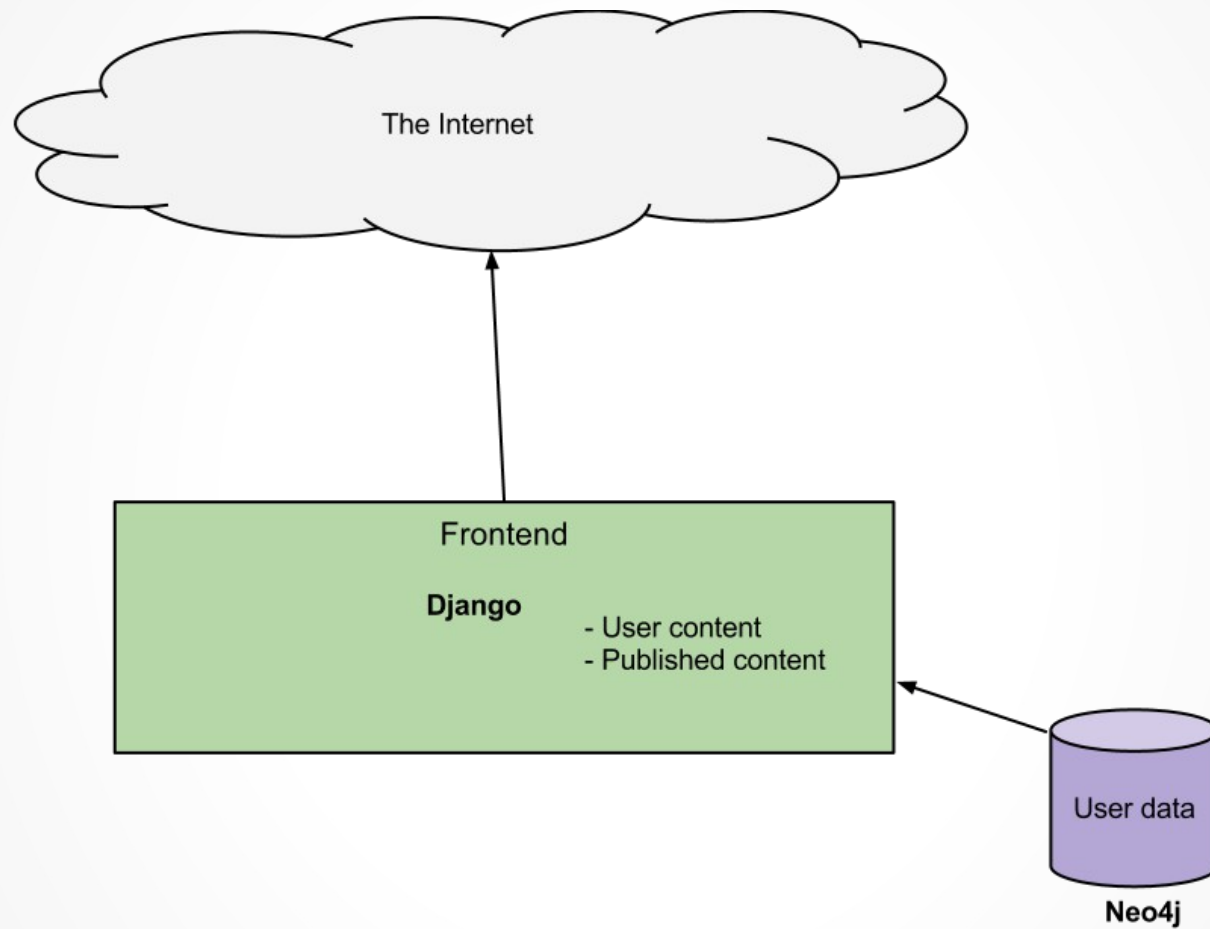 The Internet
Frontend
Django
- User content
- Published content
User data
Neo4j